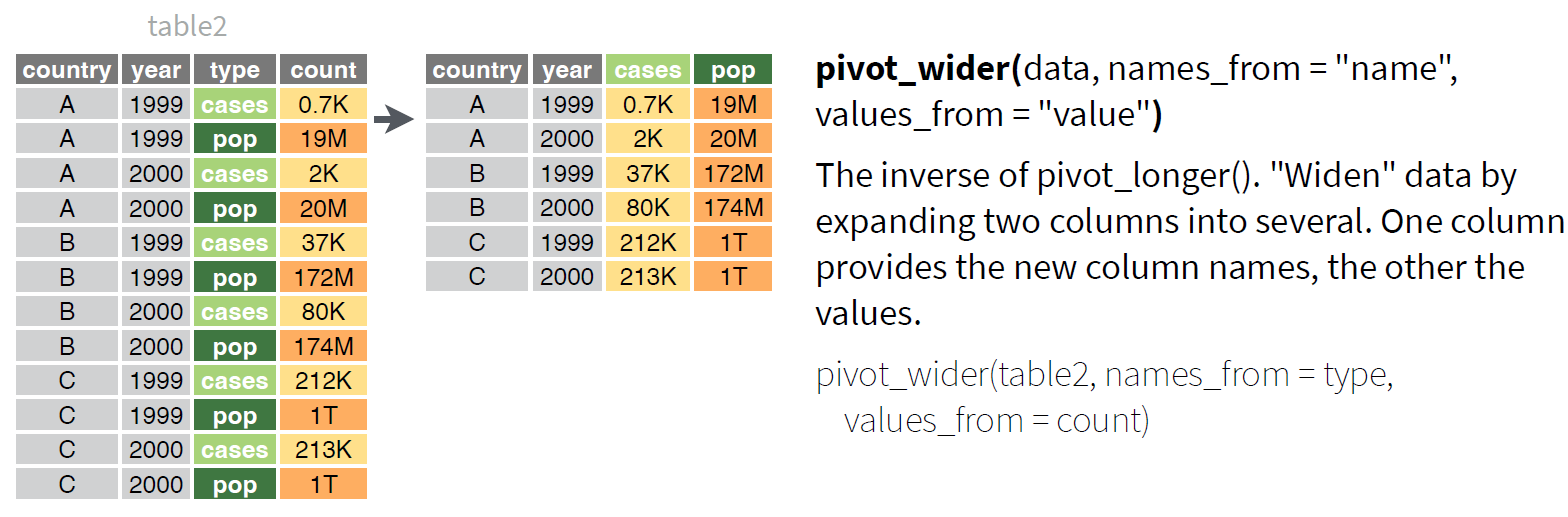 table2
country year type count
A 1999 cases 0.7K
A 1999 pop 19M
A 2000 cases 2K
A 2000 pop 20M
B 1999 cases 37K
B 1999 pop 172M
B 2000 cases 80K
B 2000 pop 174M
C 1999 cases 212K
C 1999 pop 1T
C 2000 cases 213K
C 2000 pop 1T
country year cases pop
A 1999 0.7K 19M
A 2000 2K 20M
B 1999 37K 172M
B 2000 80K 174M
C 1999 212K 1T
C 2000 213K 1T
pivot_wider(data, names_from = "name",
values_from = "value")
The inverse of pivot_longer(). "Widen" data by
expanding two columns into several. One column
provides the new column names, the other the
values.
pivot_wider(table2, names_from = type,
values_from = count)